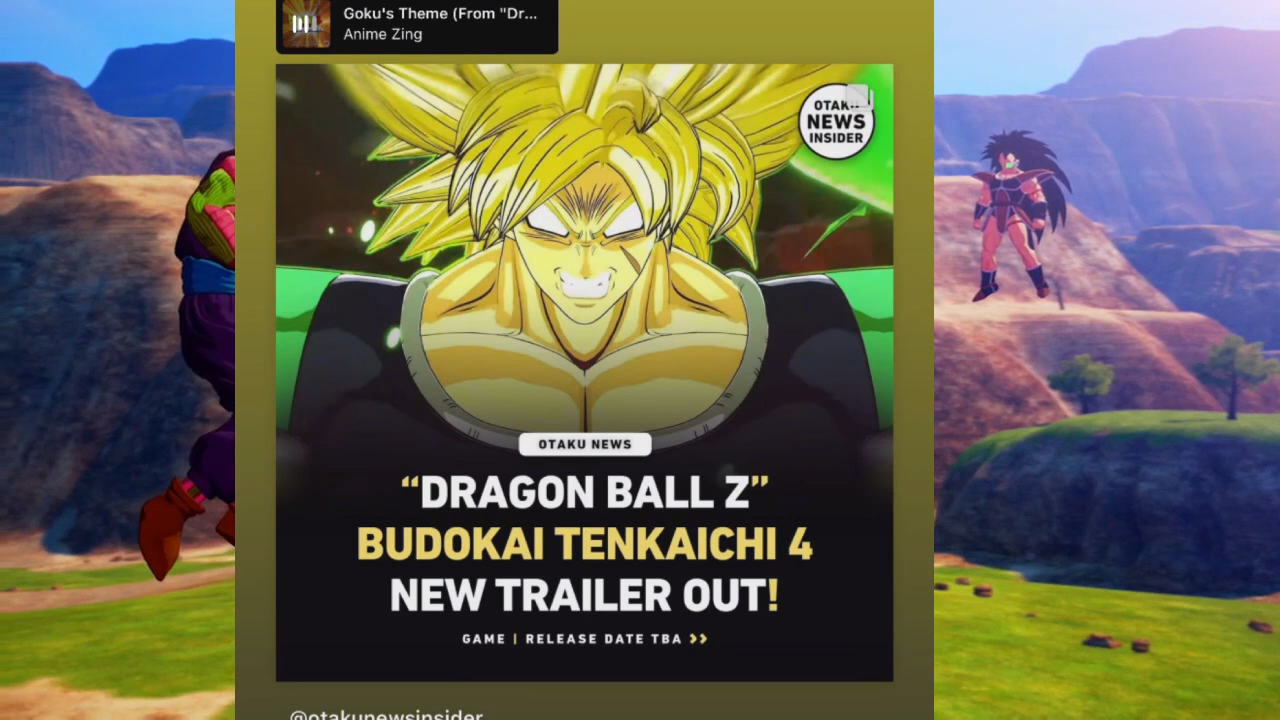 Goku's Theme (From "Dr...
Anime Zing
OTAKU
NEWS
INSIDER
OTAKU NEWS
“DRAGON BALL Z”
BUDOKAI TENKAICHI 4
NEW TRAILER OUT!
GAME | RELEASE DATE TBA >>
@otakunewsinsider